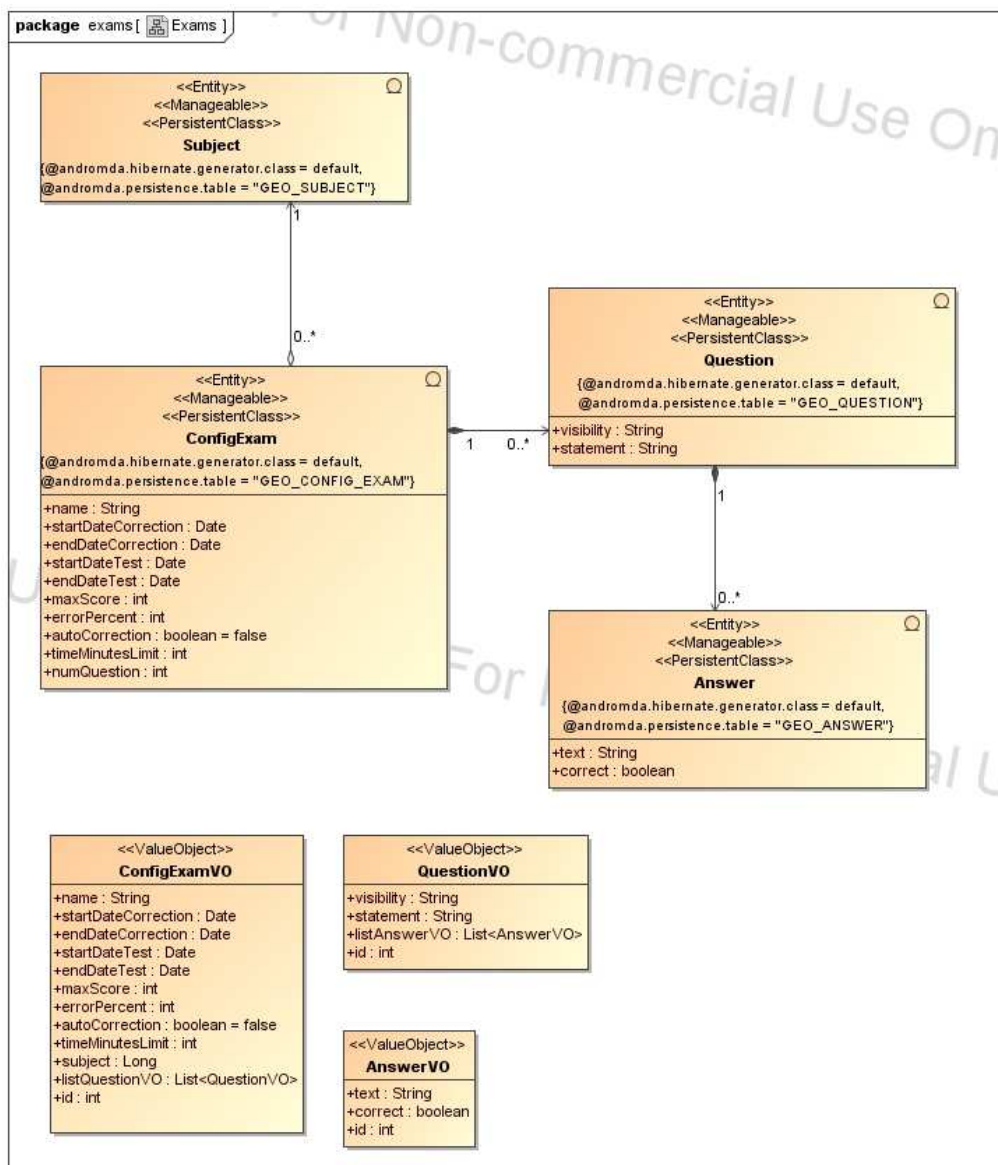 package exams [ Exams ]
For Non-commercial Use On
<<Entity>>
<<Manageable>>
<<PersistentClass>>
Subject
{@andromda.hibernate.generator.class = default,
@andromda.persistence.table = "GEO_SUBJECT"}
1
0..*
<<Entity>>
<<Manageable>>
<<PersistentClass>>
ConfigExam
{@andromda.hibernate.generator.class = default,
@andromda.persistence.table = "GEO_CONFIG_EXAM"}
+name : String
+startDateCorrection : Date
+endDateCorrection : Date
+startDateTest : Date
+endDateTest : Date
+maxScore : int
+errorPercent : int
+autoCorrection : boolean = false
+timeMinutesLimit : int
+numQuestion : int
1
0..*
<<Entity>>
<<Manageable>>
<<PersistentClass>>
Question
{@andromda.hibernate.generator.class = default,
@andromda.persistence.table = "GEO_QUESTION"}
+visibility : String
+statement : String
1
0..*
<<Entity>>
<<Manageable>>
<<PersistentClass>>
Answer
{@andromda.hibernate.generator.class = default,
@andromda.persistence.table = "GEO_ANSWER"}
+text : String
+correct : boolean
For
<<ValueObject>>
ConfigExamVO
+name : String
+startDateCorrection : Date
+endDateCorrection : Date
+startDateTest : Date
+endDateTest : Date
+maxScore : int
+errorPercent : int
+autoCorrection : boolean = false
+timeMinutesLimit : int
+subject : Long
+listQuestionVO : List<QuestionVO>
+id : int
<<ValueObject>>
QuestionVO
+visibility : String
+statement : String
+listAnswerVO : List<AnswerVO>
+id : int
<<ValueObject>>
AnswerVO
+text : String
+correct : boolean
+id : int